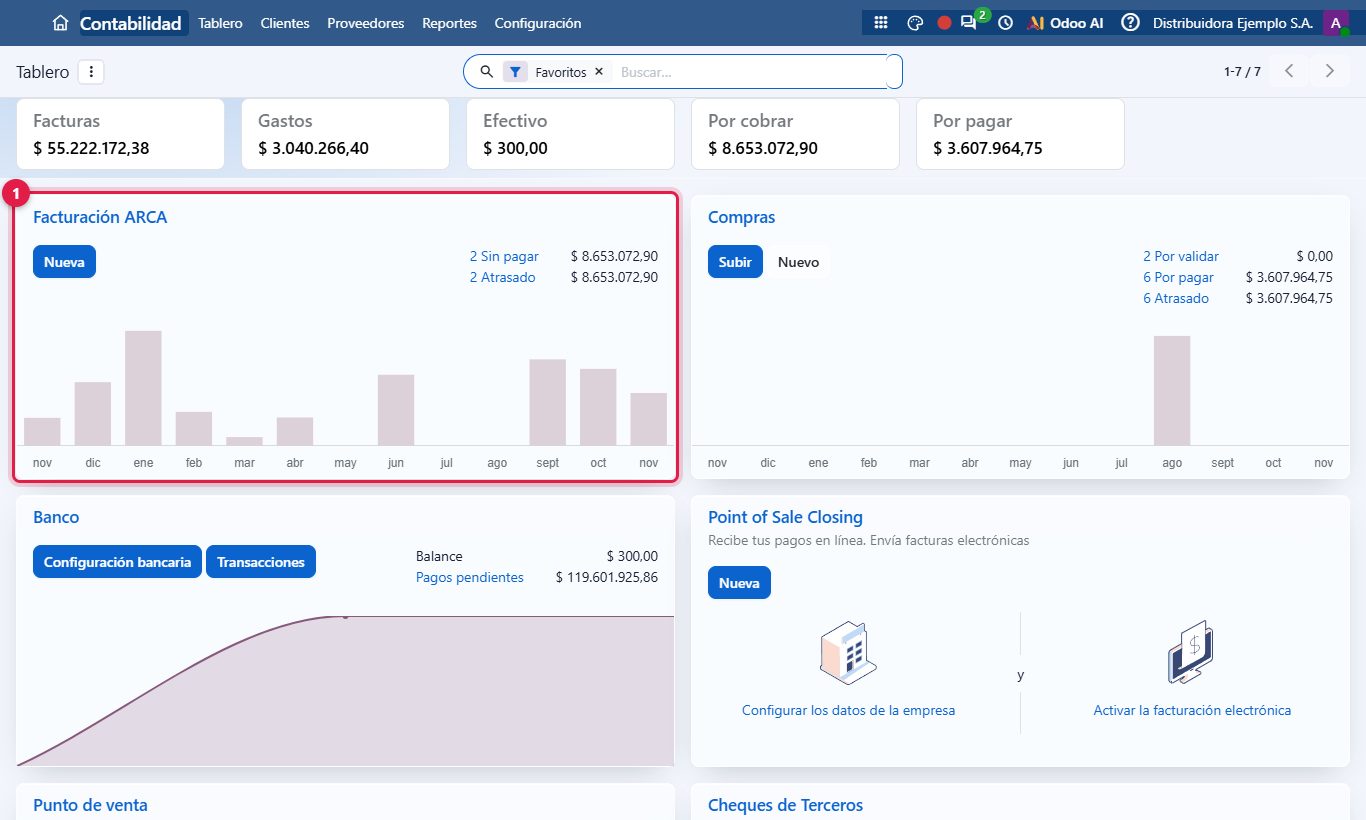 Contabilidad Tablero Clientes Proveedores Reportes Configuración 2 Odoo AI Distribuidora Ejemplo S.A. A
Tablero Favoritos Buscar... 1-7 / 7
Facturas
$ 55.222.172,38
Gastos
$ 3.040.266,40
Efectivo
$ 300,00
Por cobrar
$ 8.653.072,90
Por pagar
$ 3.607.964,75
1
Facturación ARCA
Nueva
2 Sin pagar $ 8.653.072,90
2 Atrasado $ 8.653.072,90
nov dic ene feb mar abr may jun jul ago sept oct nov
Compras
Subir Nuevo
2 Por validar $ 0,00
6 Por pagar $ 3.607.964,75
6 Atrasado $ 3.607.964,75
nov dic ene feb mar abr may jun jul ago sept oct nov
Banco
Configuración bancaria Transacciones
Balance $ 300,00
Pagos pendientes $ 119.601.925,86
Point of Sale Closing
Recibe tus pagos en línea. Envía facturas electrónicas
Nueva
$
y
Configurar los datos de la empresa
Activar la facturación electrónica
Punto de venta
Cheques de Terceros